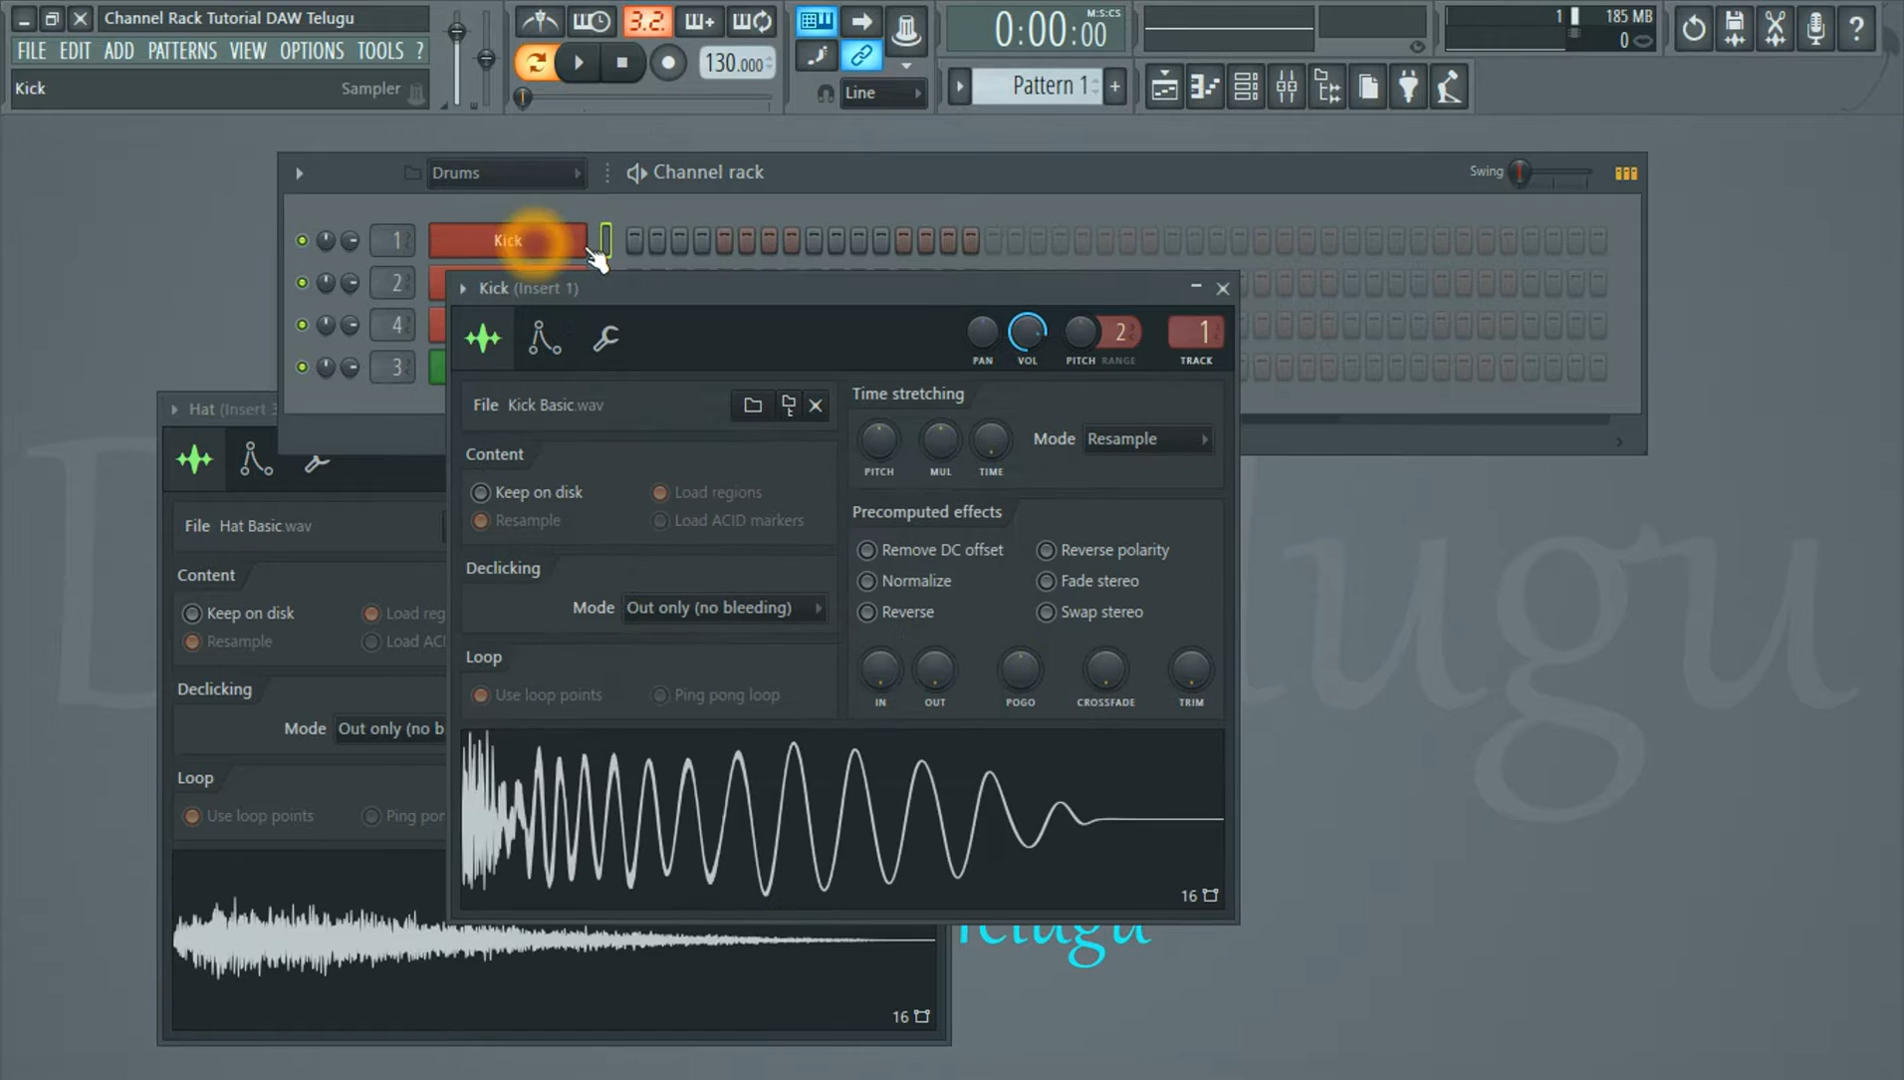 Channel Rack Tutorial DAW Telugu
FILE EDIT ADD PATTERNS VIEW OPTIONS TOOLS ?
Kick Sampler
3.2.
130.000
Line
0:00:00 M:S:CS
Pattern 1 +
1 185 MB
0
?
Drums Channel rack Swing
1 Kick
2
4
3
Kick (Insert 1)
PAN VOL PITCH 2 RANGE 1 TRACK
File Kick Basic.wav
Content
Keep on disk Load regions
Resample Load ACID markers
Declicking
Mode Out only (no bleeding)
Loop
Use loop points Ping pong loop
Time stretching
PITCH MUL TIME Mode Resample
Precomputed effects
Remove DC offset Reverse polarity
Normalize Fade stereo
Reverse Swap stereo
IN OUT POGO CROSSFADE TRIM
16
Hat (Insert 3
File Hat Basic.wav
Content
Keep on disk Load reg
Resample Load AC
Declicking
Mode Out only (no b
Loop
Use loop points Ping por
16
Telugu